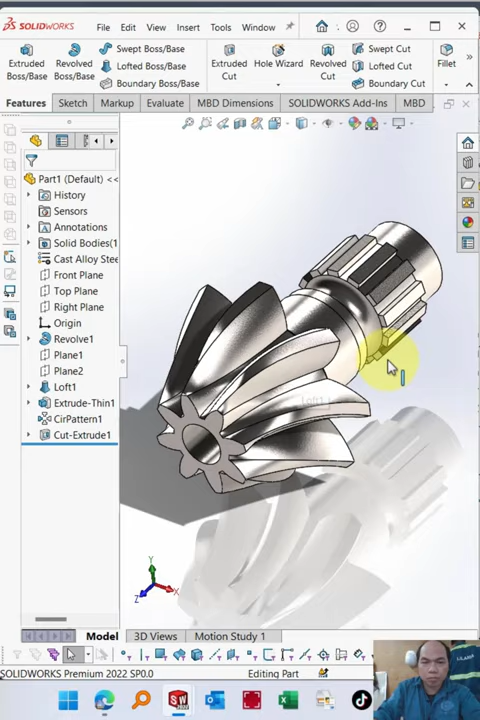 SOLIDWORKS
File Edit View Insert Tools Window
Extruded Boss/Base
Revolved Boss/Base
Swept Boss/Base
Lofted Boss/Base
Boundary Boss/Base
Extruded Cut
Hole Wizard
Revolved Cut
Swept Cut
Lofted Cut
Boundary Cut
Fillet
Features Sketch Markup Evaluate MBD Dimensions SOLIDWORKS Add-Ins MBD
Part1 (Default) <<
History
Sensors
Annotations
Solid Bodies(1
Cast Alloy Stee
Front Plane
Top Plane
Right Plane
Origin
Revolve1
Plane1
Plane2
Loft1
Extrude-Thin1
CirPattern1
Cut-Extrude1
Loft1
Y
X
Z
Model 3D Views Motion Study 1
SOLIDWORKS Premium 2022 SP0.0 Editing Part